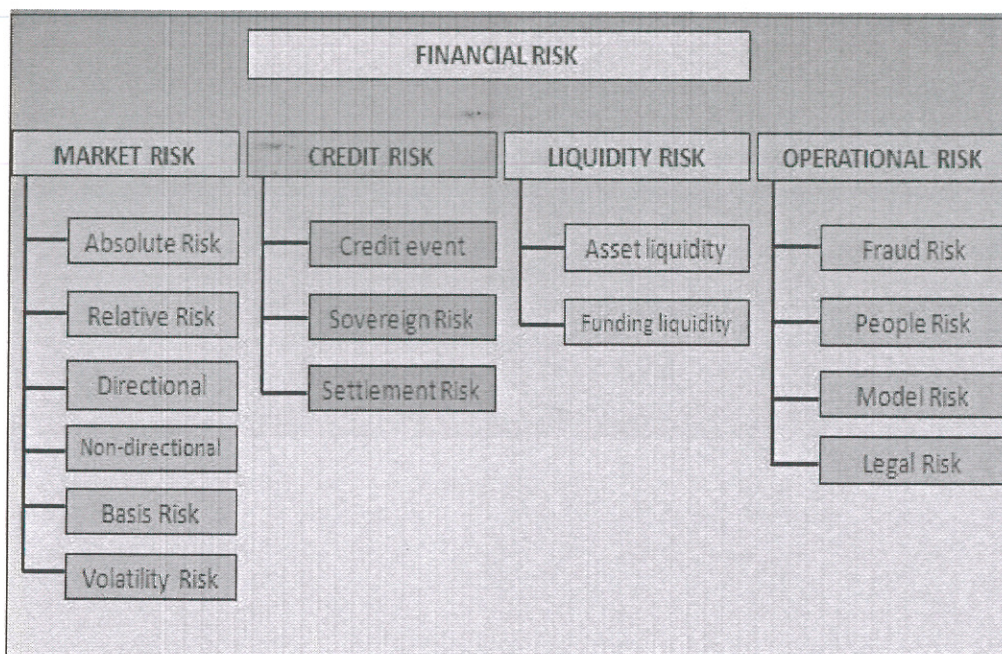 FINANCIAL RISK
MARKET RISK
Absolute Risk
Relative Risk
Directional
Non-directional
Basis Risk
Volatility Risk
CREDIT RISK
Credit event
Sovereign Risk
Settlement Risk
LIQUIDITY RISK
Asset liquidity
Funding liquidity
OPERATIONAL RISK
Fraud Risk
People Risk
Model Risk
Legal Risk